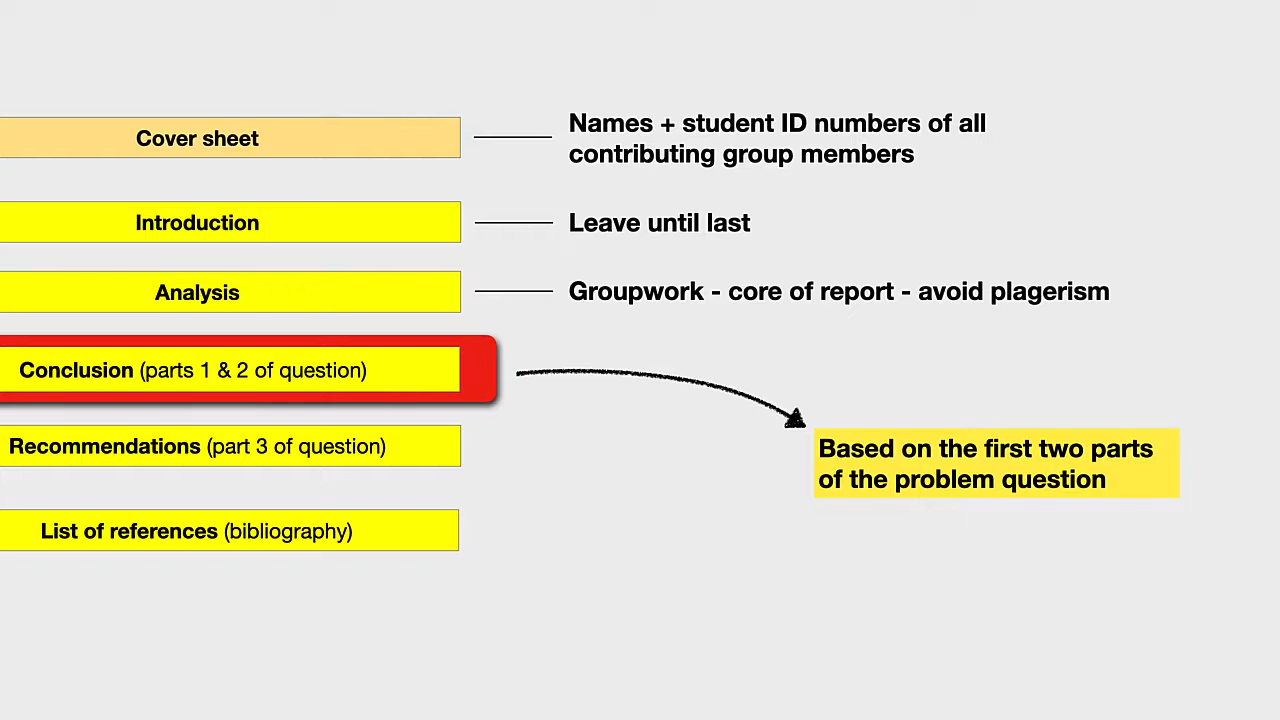 Cover sheet
Names + student ID numbers of all
contributing group members
Introduction
Leave until last
Analysis
Groupwork - core of report - avoid plagerism
Conclusion (parts 1 & 2 of question)
Recommendations (part 3 of question)
Based on the first two parts
of the problem question
List of references (bibliography)